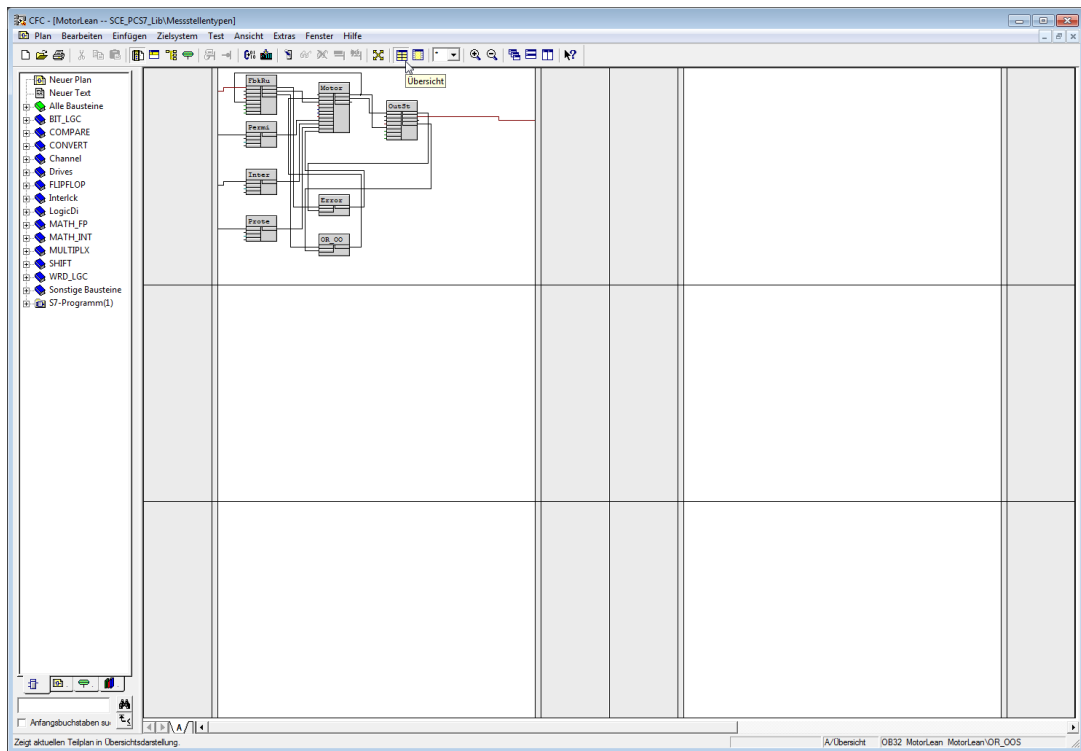 CFC - [MotorLean -- SCE_PCS7_Lib\Messstellentypen]
Plan Bearbeiten Einfügen Zielsystem Test Ansicht Extras Fenster Hilfe
Übersicht
Neuer Plan
Neuer Text
Alle Bausteine
BIT_LGC
COMPARE
CONVERT
Channel
Drives
FLIPFLOP
Interlck
LogicDi
MATH_FP
MATH_INT
MULTIPLX
SHIFT
WRD_LGC
Sonstige Bausteine
S7-Programm(1)
FbkRu
Motor
OutSt
Permi
Inter
Error
Prote
OR_OO
Anfangsbuchstaben su
A
Zeigt aktuellen Teilplan in Übersichtsdarstellung.
A/Übersicht
OB32 MotorLean MotorLean\OR_OOS